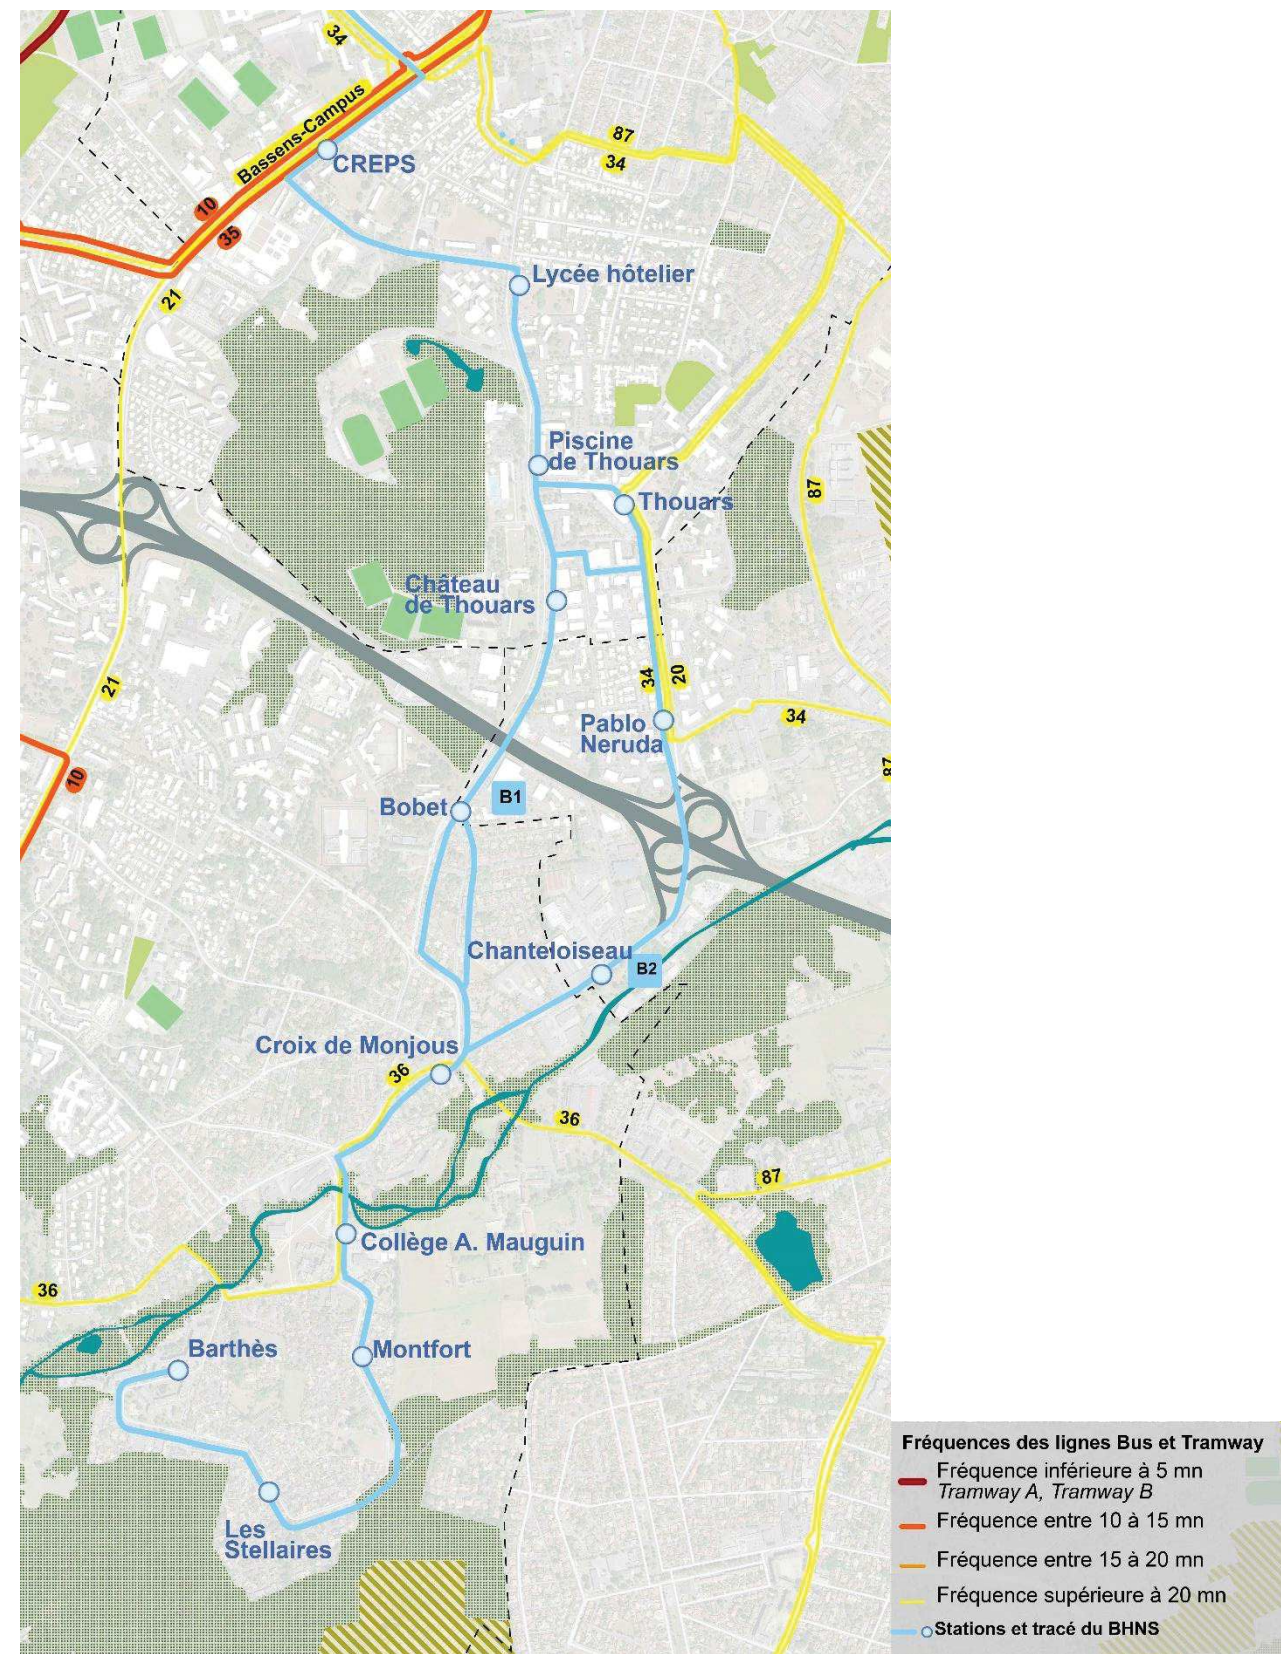 34
87
34
Bassens-Campus
CREPS
10
35
21
Lycée hôtelier
Piscine
de Thouars
Thouars
87
Château
de Thouars
34
20
21
Pablo
Neruda
34
87
10
B1
Bobet
Chanteloiseau
B2
Croix de Monjous
36
36
87
Collège A. Mauguin
36
Barthès
Montfort
Les
Stellaires
Fréquences des lignes Bus et Tramway
Fréquence inférieure à 5 mn
Tramway A, Tramway B
Fréquence entre 10 à 15 mn
Fréquence entre 15 à 20 mn
Fréquence supérieure à 20 mn
Stations et tracé du BHNS